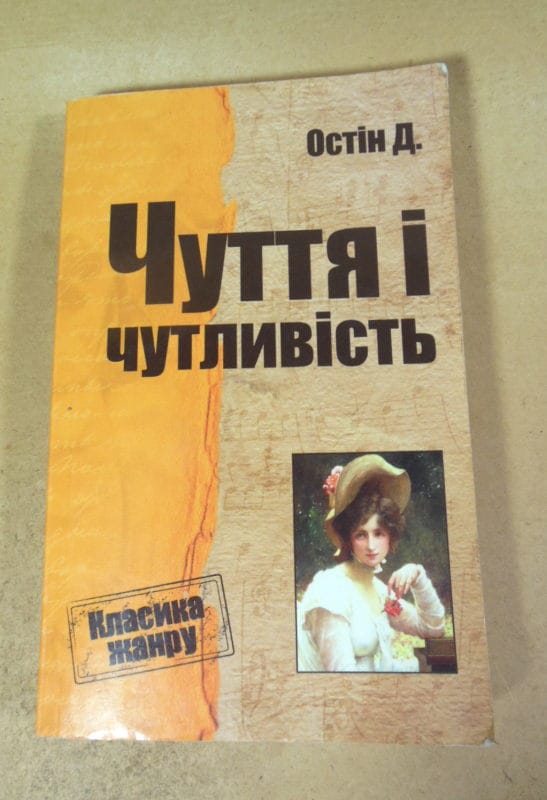 Остін Д.
Чуття і
чутливість
Класика
жанру